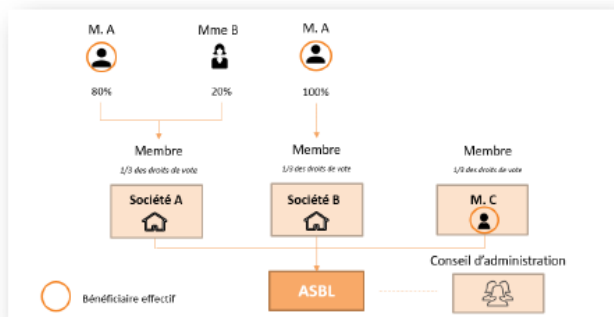 M. A
Mme B
M. A
80%
20%
100%
Membre
1/3 des droits de vote
Membre
1/3 des droits de vote
Membre
1/3 des droits de vote
Société A
Société B
M. C
Conseil d'administration
ASBL
Bénéficiaire effectif